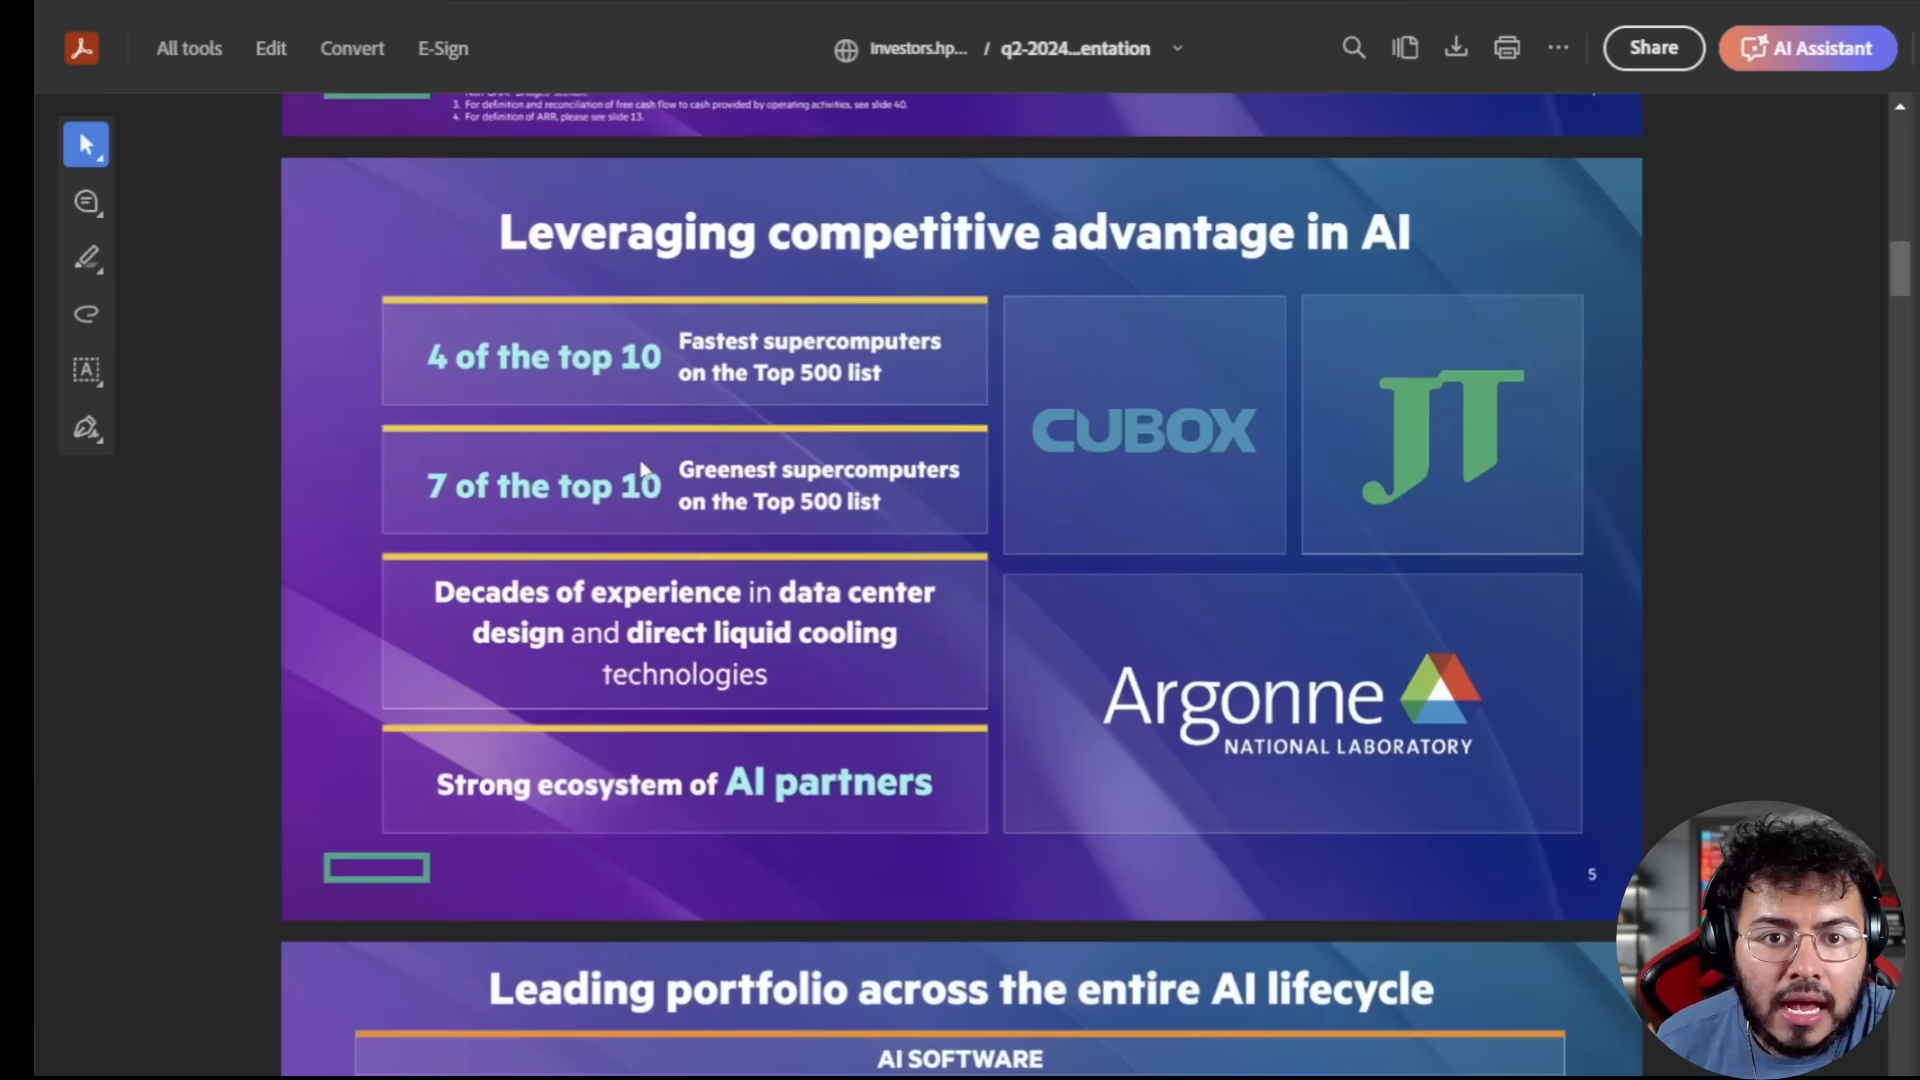 All tools Edit Convert E-Sign investors.hp... / q2-2024...entation Share AI Assistant
3. For definition and reconciliation of free cash flow to cash provided by operating activities, see slide 40.
4. For definition of ARR, please see slide 13.
Leveraging competitive advantage in AI
4 of the top 10
Fastest supercomputers
on the Top 500 list
7 of the top 10
Greenest supercomputers
on the Top 500 list
Decades of experience in data center
design and direct liquid cooling
technologies
Strong ecosystem of AI partners
CUBOX
JT
Argonne
NATIONAL LABORATORY
5
Leading portfolio across the entire AI lifecycle
AI SOFTWARE